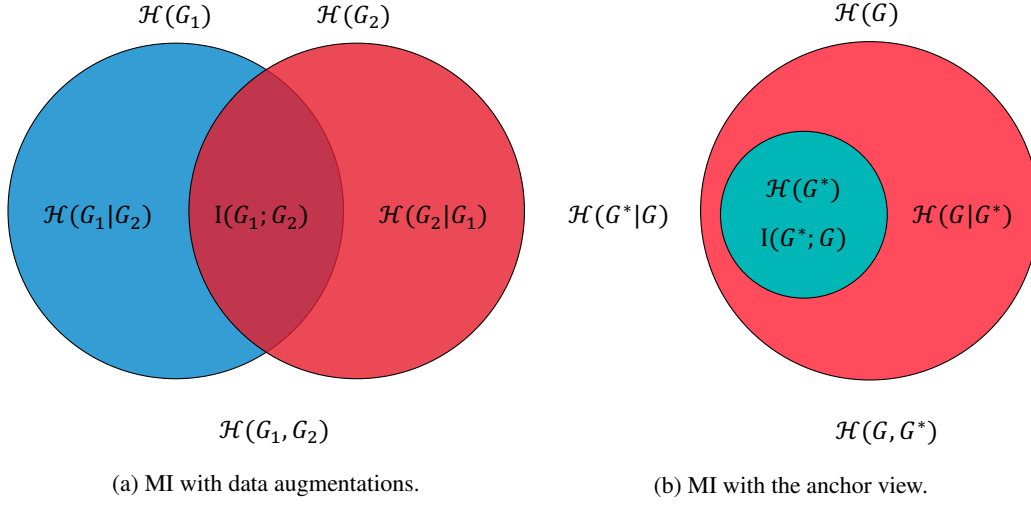 ℋ(G₁)
ℋ(G₂)
ℋ(G₁|G₂)
I(G₁; G₂)
ℋ(G₂|G₁)
ℋ(G₁, G₂)
(a) MI with data augmentations.
ℋ(G)
ℋ(G*|G)
ℋ(G*)
I(G*; G)
ℋ(G|G*)
ℋ(G, G*)
(b) MI with the anchor view.